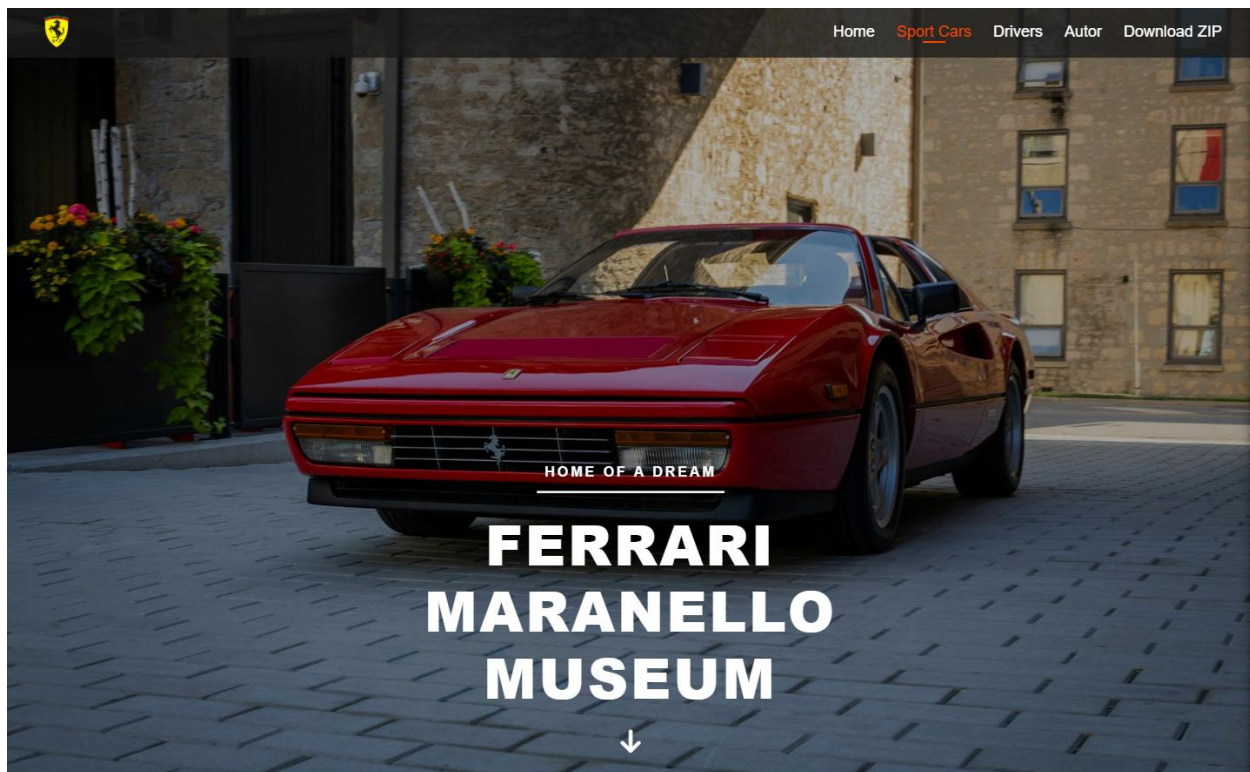 Home Sport Cars Drivers Autor Download ZIP
HOME OF A DREAM
FERRARI
MARANELLO
MUSEUM